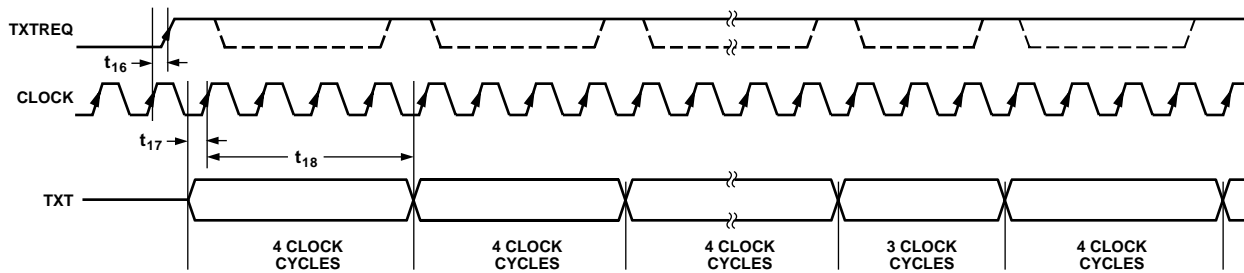 TXTREQ
t16
CLOCK
t17
t18
TXT
4 CLOCK
CYCLES
4 CLOCK
CYCLES
4 CLOCK
CYCLES
3 CLOCK
CYCLES
4 CLOCK
CYCLES